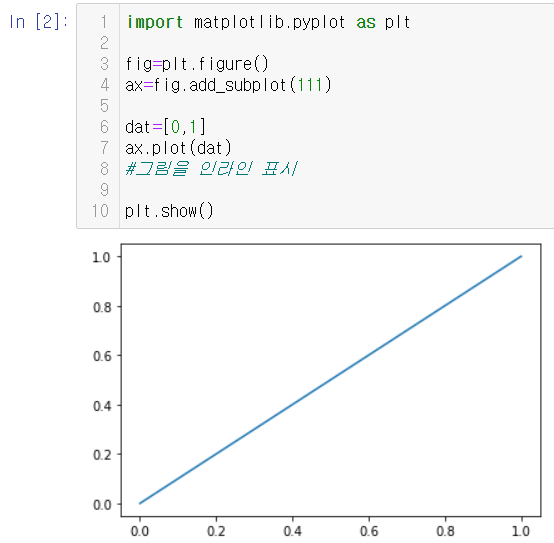 In [2]:
1 import matplotlib.pyplot as plt
2
3 fig=plt.figure()
4 ax=fig.add_subplot(111)
5
6 dat=[0,1]
7 ax.plot(dat)
8 #그림을 인라인 표시
9
10 plt.show()
1.0
0.8
0.6
0.4
0.2
0.0
0.0 0.2 0.4 0.6 0.8 1.0